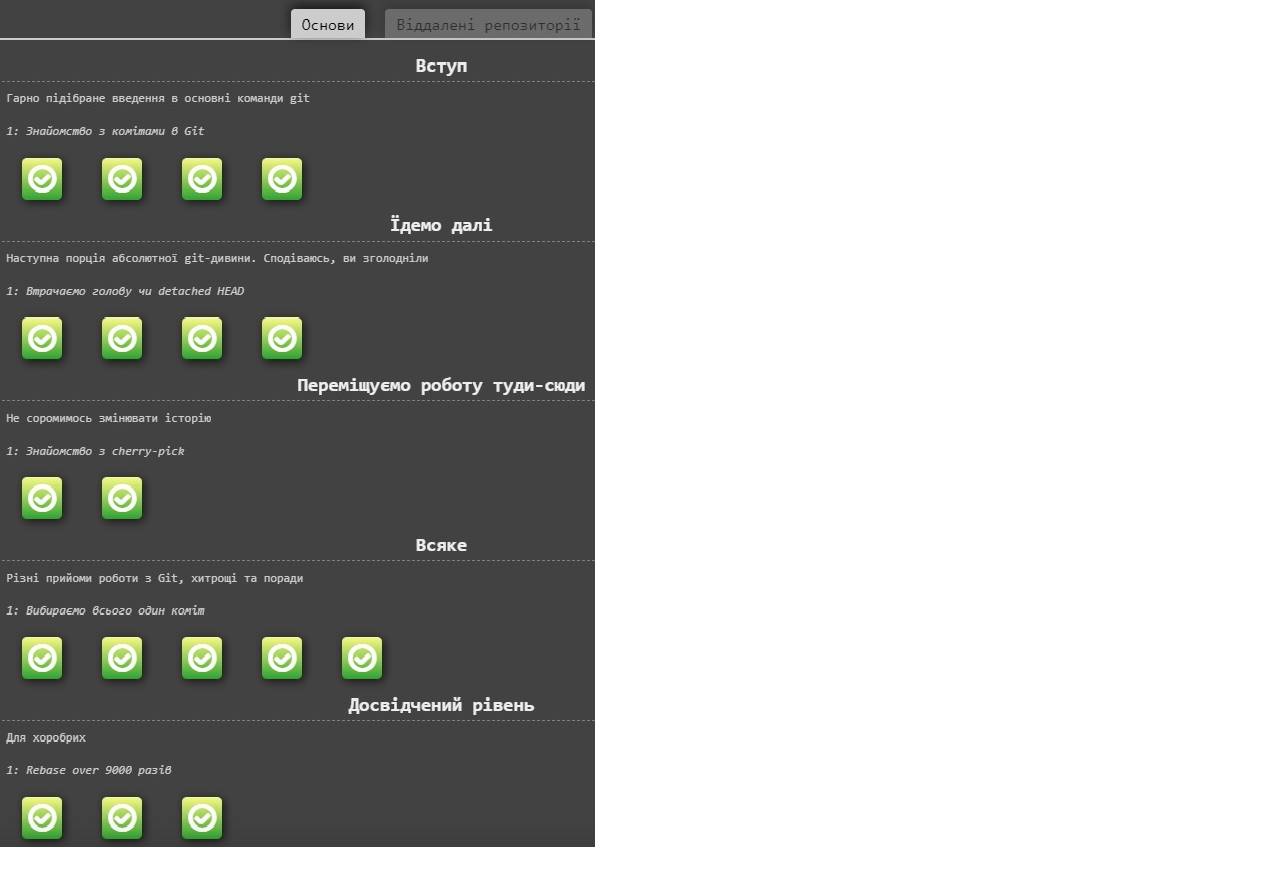 Основи
Віддалені репозиторії
Вступ
Гарно підібране введення в основні команди git
1: Знайомство з комітами в Git
Їдемо далі
Наступна порція абсолютної git-дивини. Сподіваюсь, ви зголодніли
1: Втрачаємо голову чи detached HEAD
Переміщуємо роботу туди-сюди
Не соромимось змінювати історію
1: Знайомство з cherry-pick
Всяке
Різні прийоми роботи з Git, хитрощі та поради
1: Вибираємо всього один коміт
Досвідчений рівень
Для хоробрих
1: Rebase over 9000 разів